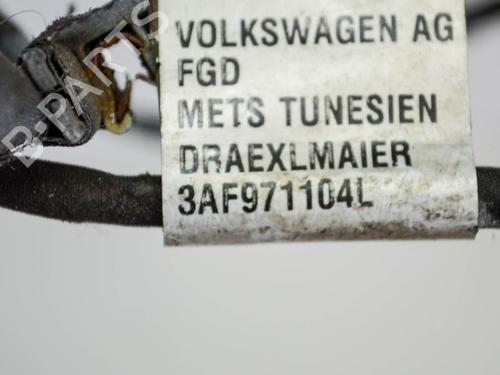 B-PARTS
VOLKSWAGEN AG
FGD
METS TUNESIEN
DRAEXLMAIER
3AF971104L